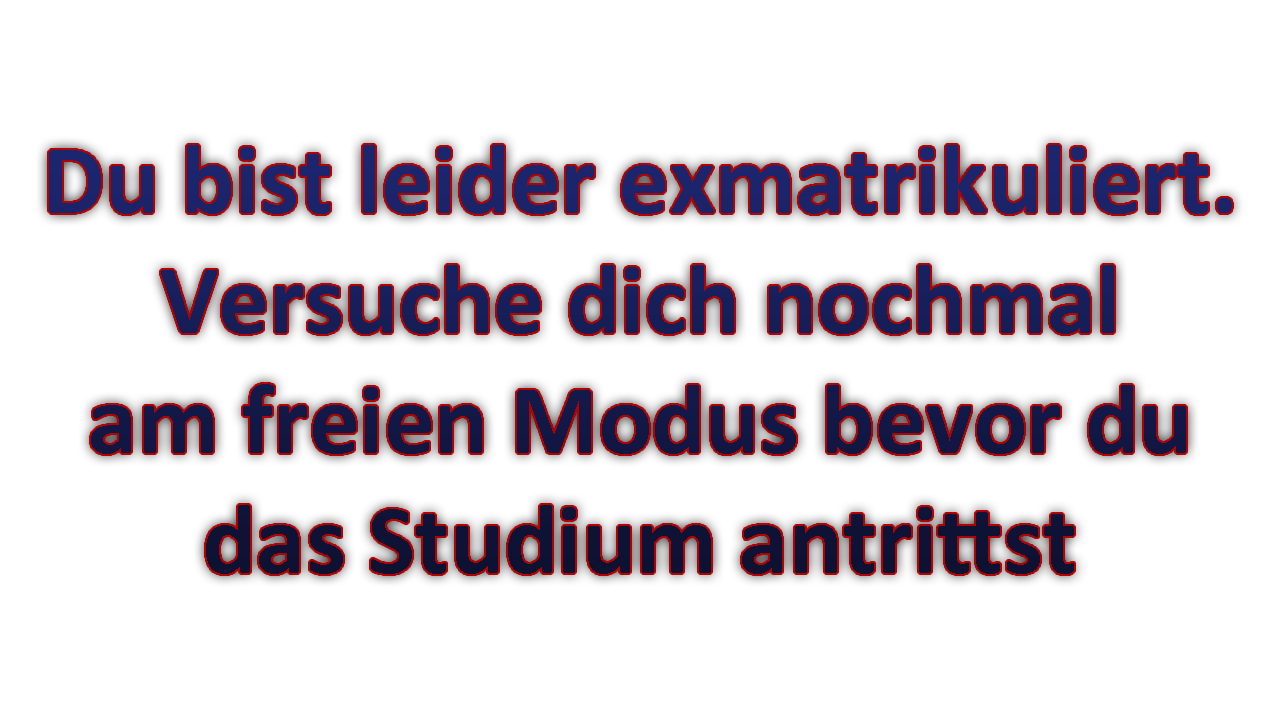 Du bist leider exmatrikuliert.
Versuche dich nochmal
am freien Modus bevor du
das Studium antrittst